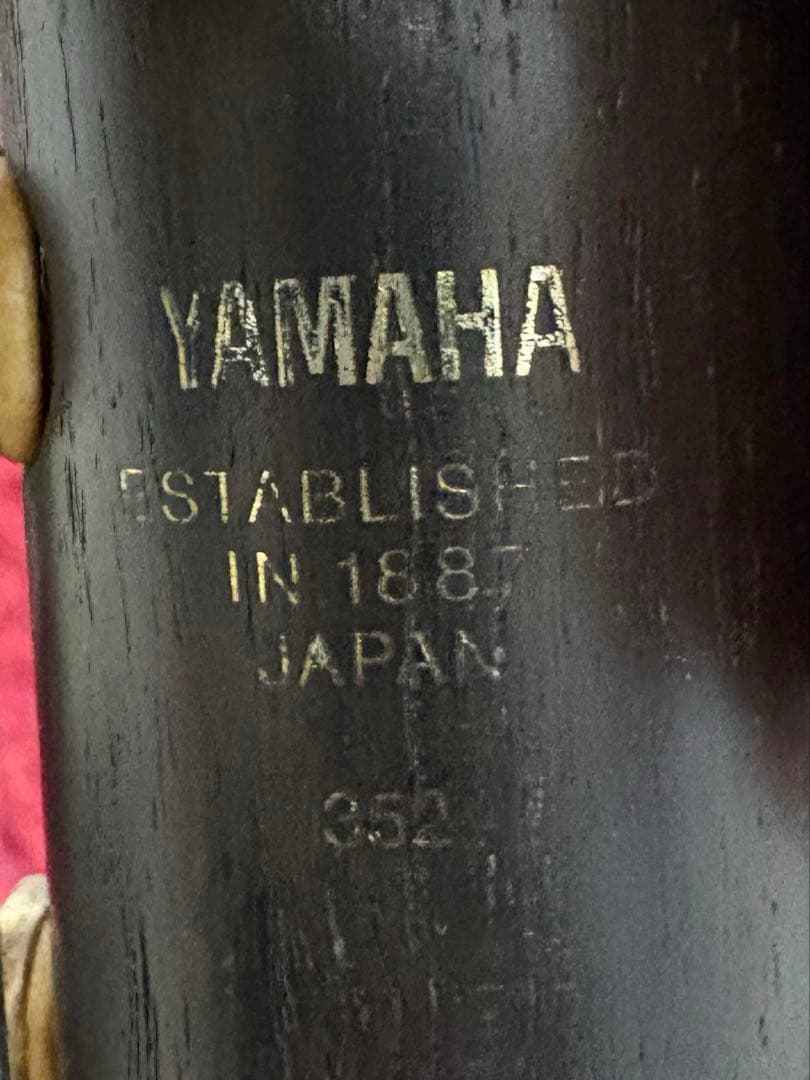 YAMAHA
ESTABLISHED
IN 1887
JAPAN
352